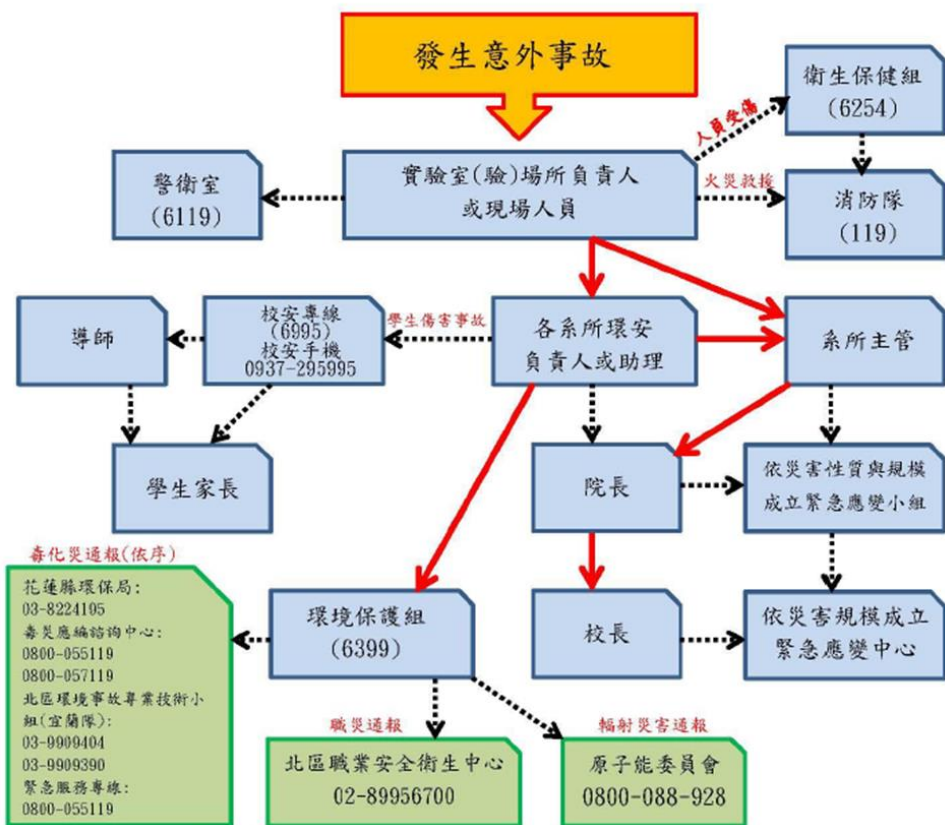 發生意外事故
衛生保健組
(6254)
人員受傷
警衛室
(6119)
實驗室(驗)場所負責人
或現場人員
火災救援
消防隊
(119)
導師
校安專線
(6995)
校安手機
0937-295995
學生傷害事故
各系所環安
負責人或助理
系所主管
學生家長
院長
依災害性質與規模
成立緊急應變小組
毒化災通報(依序)
花蓮縣環保局:
03-8224105
毒災應編諮询中心:
0800-055119
0800-057119
北區環境事故專業技術小
組(宜蘭隊):
03-9909404
03-9909390
緊急服務專線:
0800-055119
環境保護組
(6399)
校長
依災害規模成立
緊急應變中心
職災通報
輻射災害通報
北區職業安全衛生中心
02-89956700
原子能委員會
0800-088-928